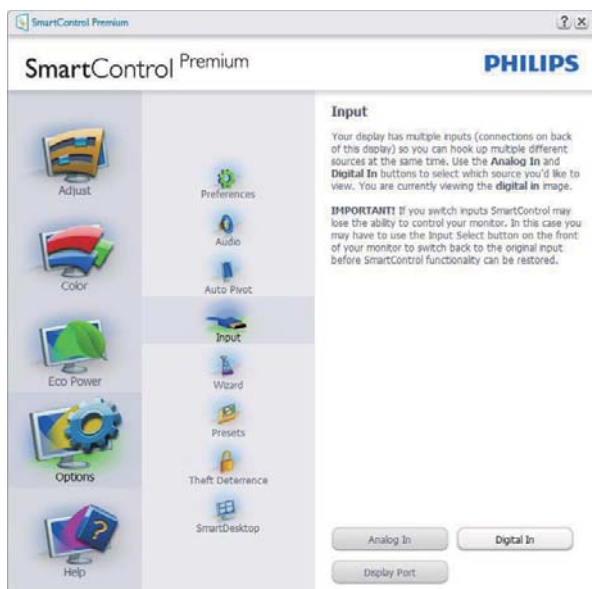 SmartControl Premium
SmartControl Premium
PHILIPS
Adjust
Color
Eco Power
Options
Help
Preferences
Audio
Auto Pivot
Input
Wizard
Presets
Theft Deterrence
SmartDesktop
Input
Your display has multiple inputs (connections on back
of this display) so you can hook up multiple different
sources at the same time. Use the Analog In and
Digital In buttons to select which source you'd like to
view. You are currently viewing the digital in image.
IMPORTANT! If you switch inputs SmartControl may
lose the ability to control your monitor. In this case you
may have to use the Input Select button on the front
of your monitor to switch back to the original input
before SmartControl functionality can be restored.
Analog In
Digital In
Display Port